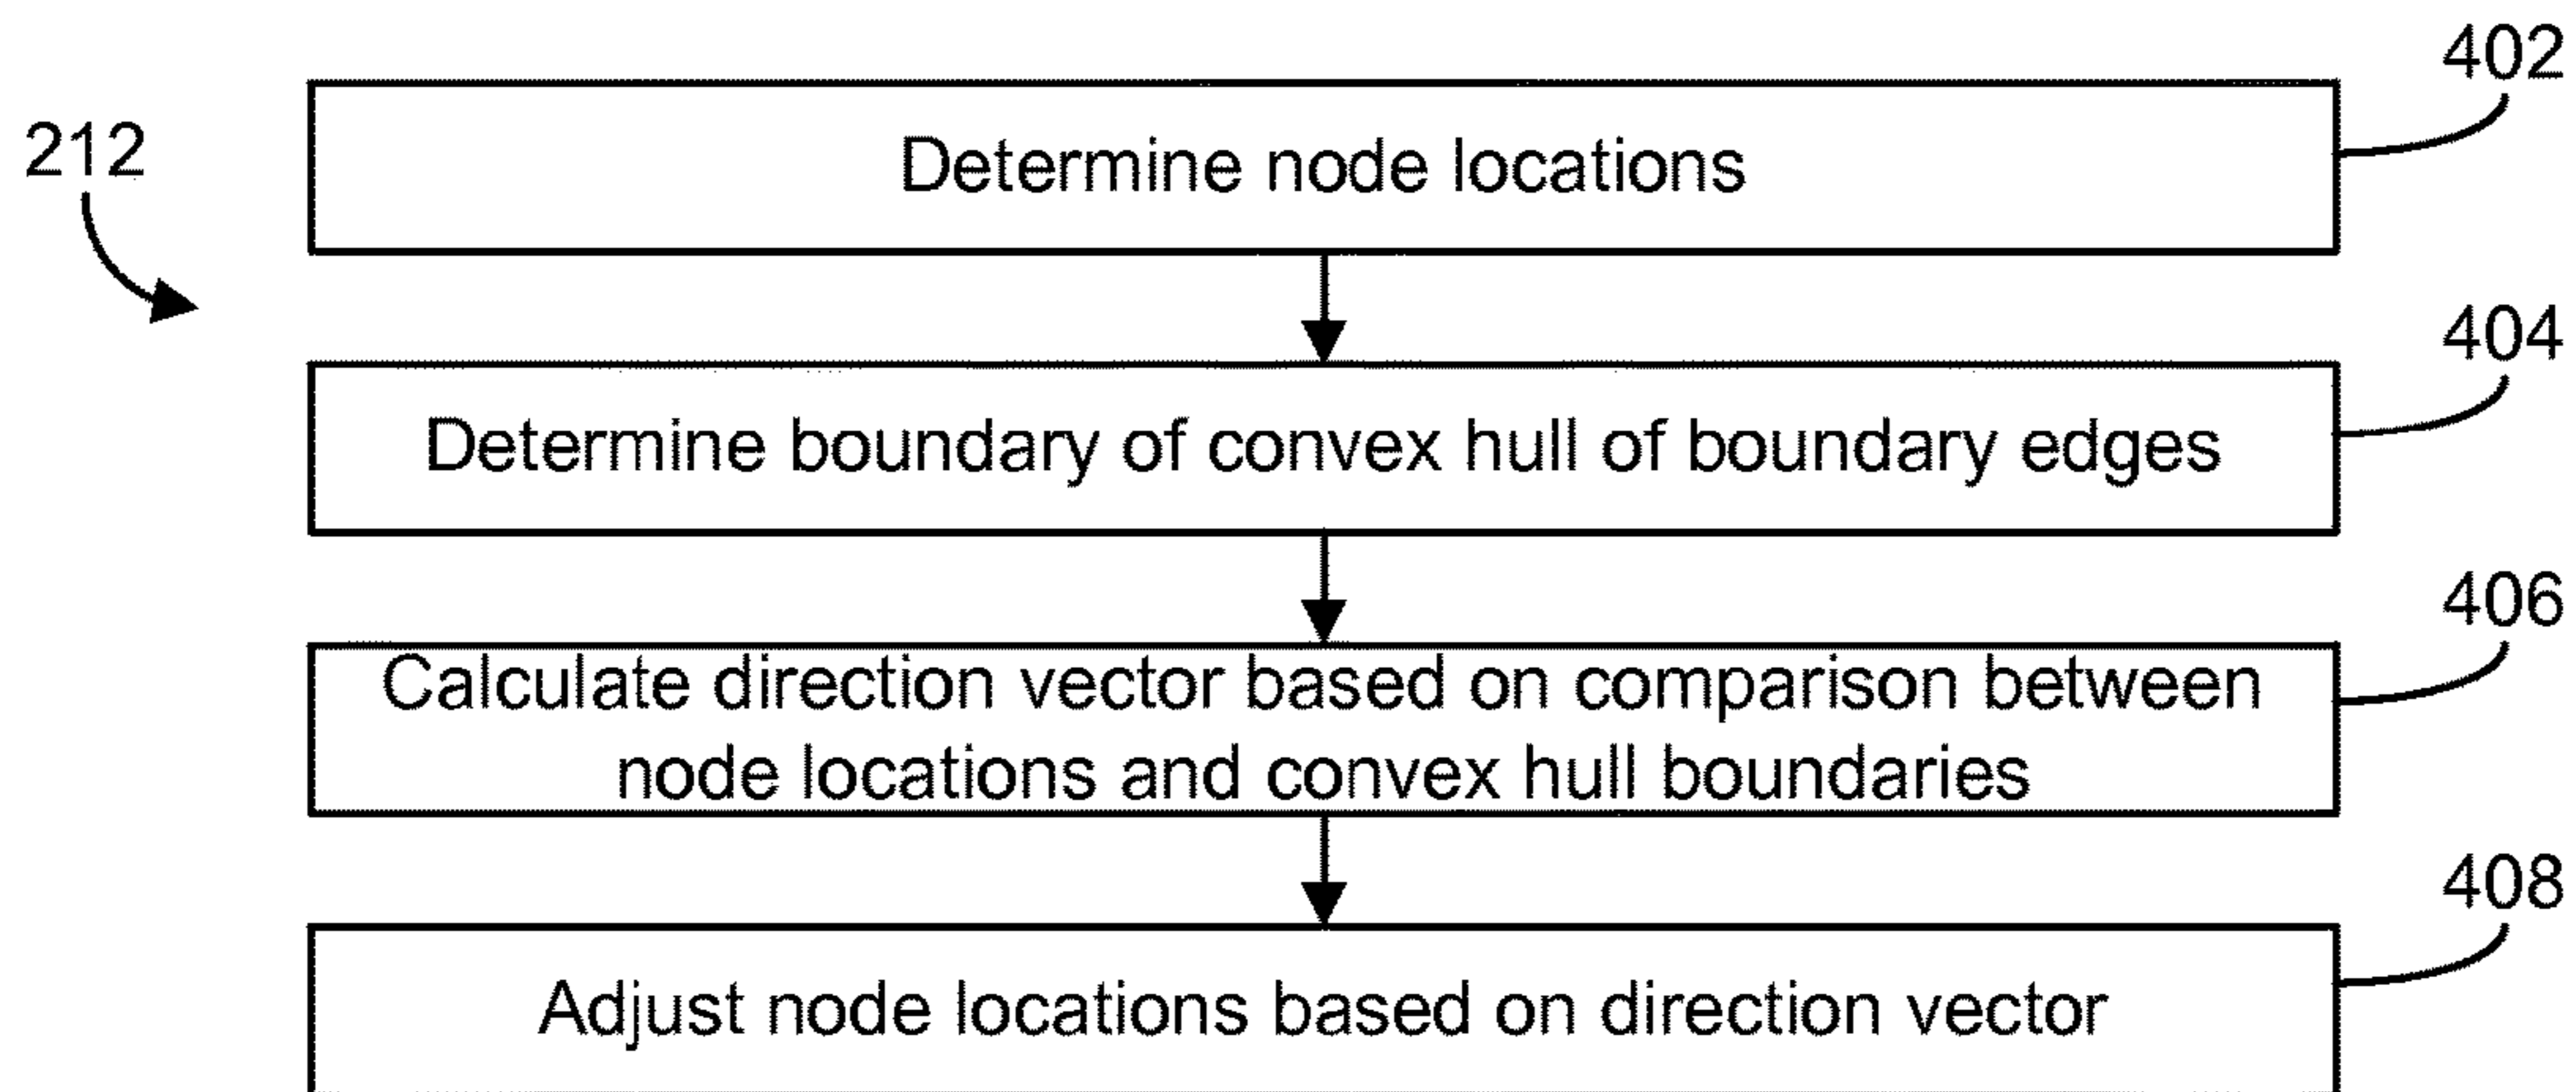 402
212
Determine node locations
404
Determine boundary of convex hull of boundary edges
406
Calculate direction vector based on comparison between
node locations and convex hull boundaries
408
Adjust node locations based on direction vector